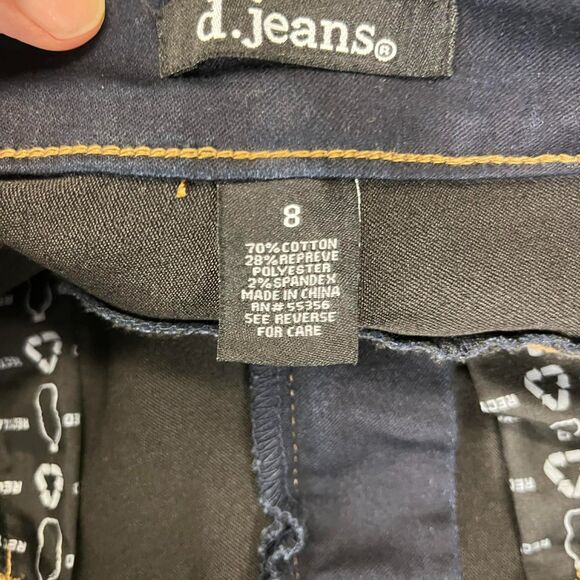 d.jeans®
8
70%COTTON
28%REPREVE
POLYESTER
2%SPANDEX
MADE IN CHINA
RN# 55356
SEE REVERSE
FOR CARE